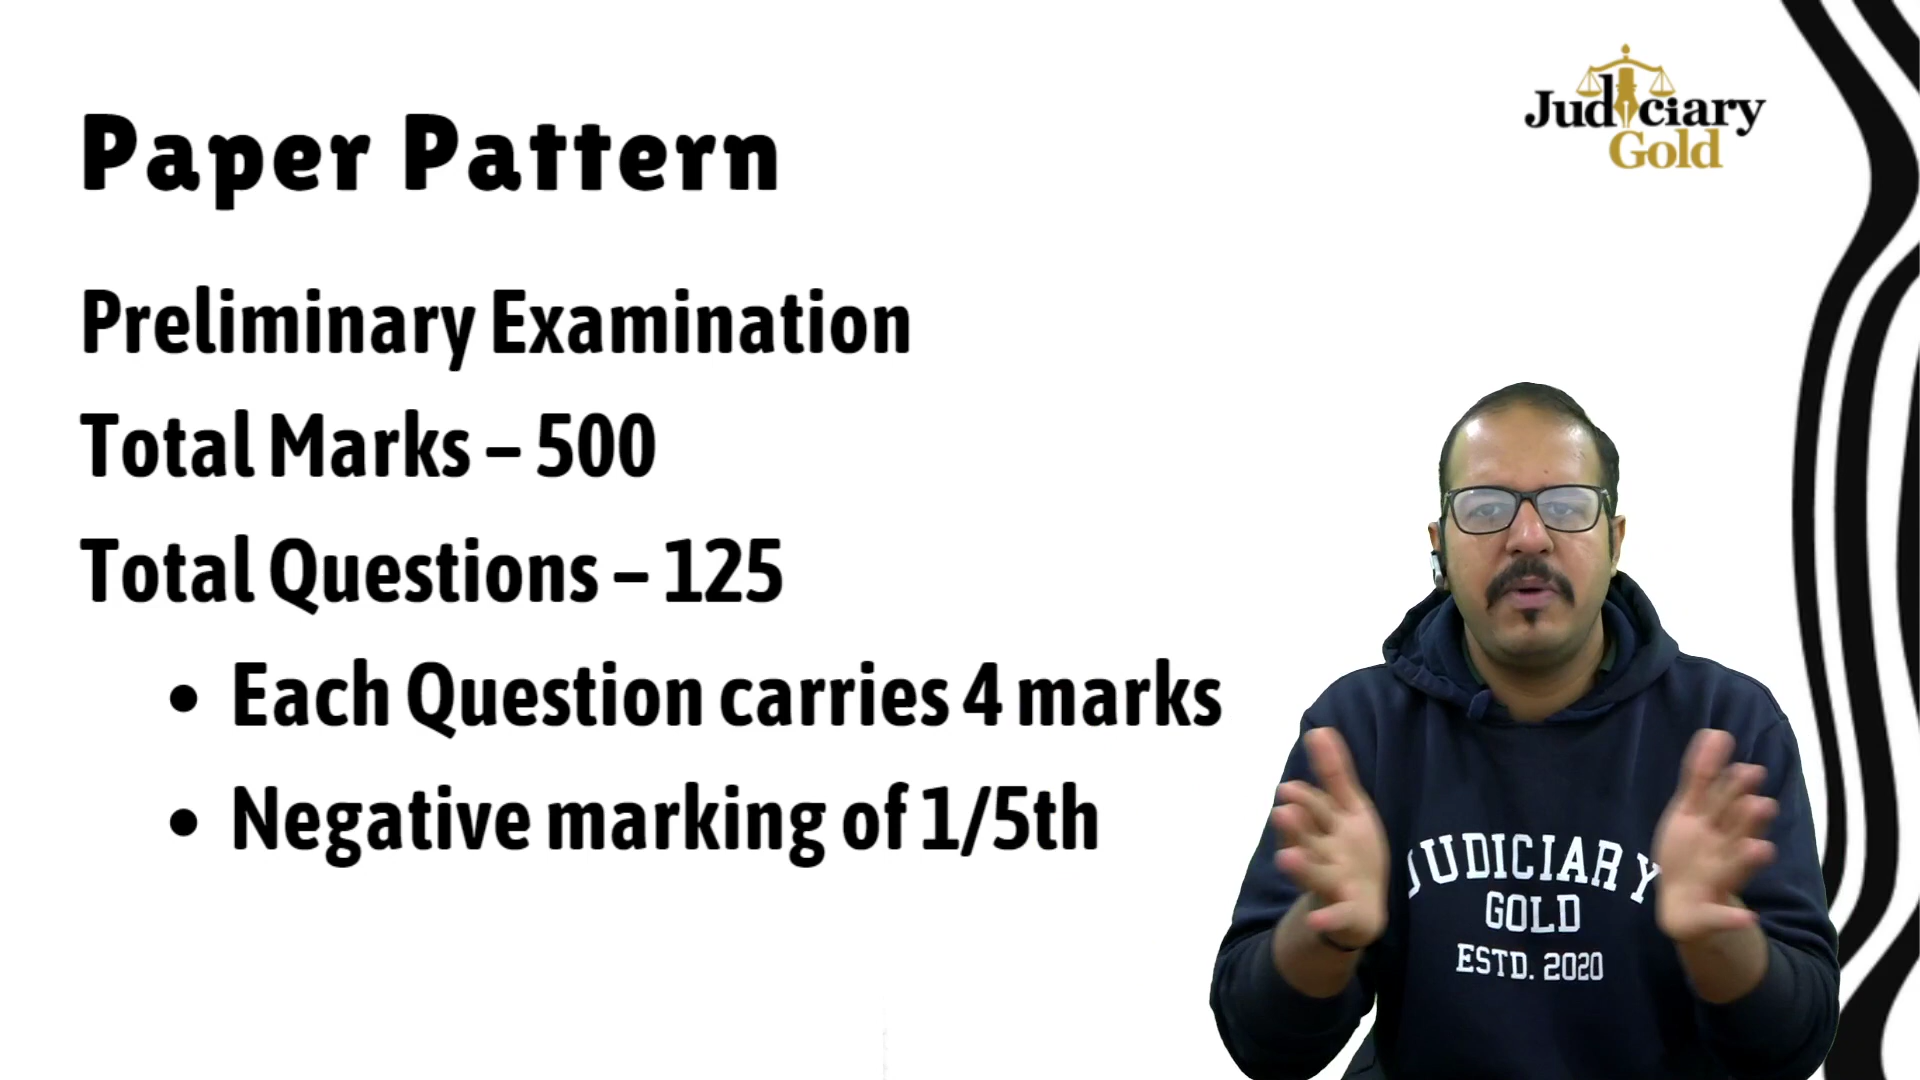 Judiciary
Gold
Paper Pattern
Preliminary Examination
Total Marks – 500
Total Questions – 125
• Each Question carries 4 marks
• Negative marking of 1/5th
JUDICIARY
GOLD
ESTD. 2020